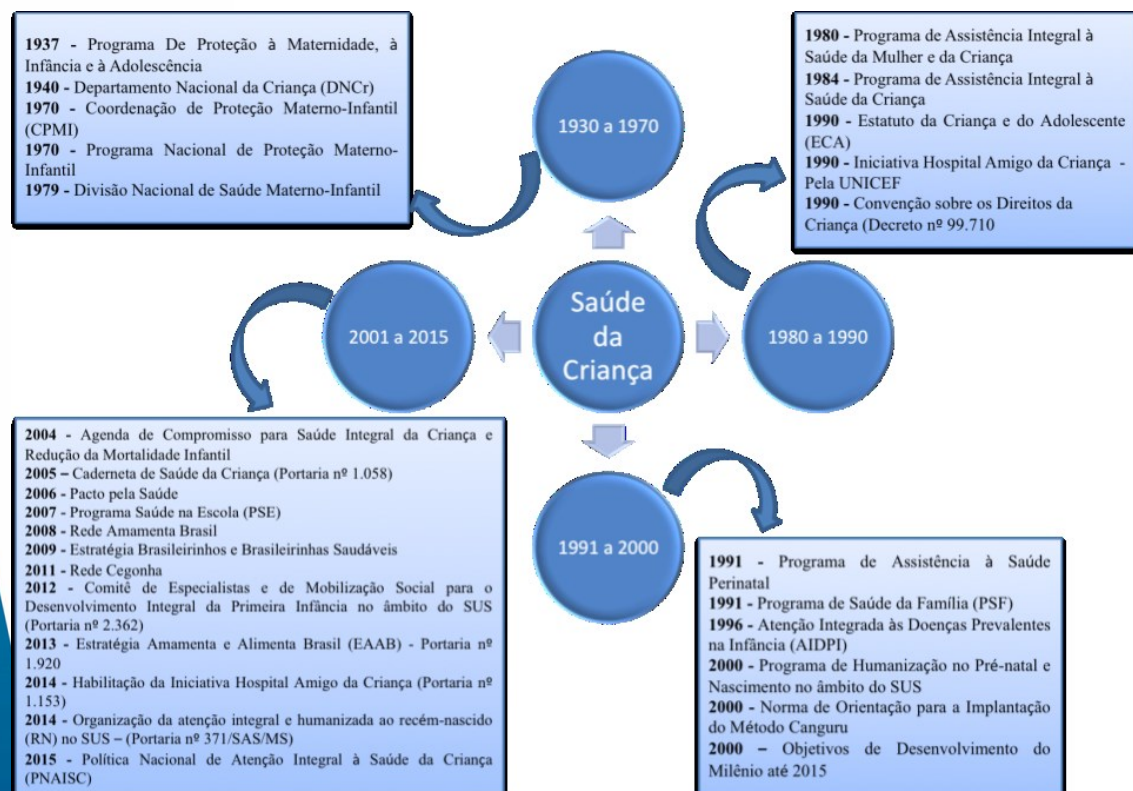 1937 - Programa De Proteção à Maternidade, à
Infância e à Adolescência
1940 - Departamento Nacional da Criança (DNCr)
1970 - Coordenação de Proteção Materno-Infantil
(CPMI)
1970 - Programa Nacional de Proteção Materno-
Infantil
1979 - Divisão Nacional de Saúde Materno-Infantil
1930 a 1970
1980 - Programa de Assistência Integral à
Saúde da Mulher e da Criança
1984 - Programa de Assistência Integral à
Saúde da Criança
1990 - Estatuto da Criança e do Adolescente
(ECA)
1990 - Iniciativa Hospital Amigo da Criança -
Pela UNICEF
1990 - Convenção sobre os Direitos da
Criança (Decreto nº 99.710
2001 a 2015
Saúde
da
Criança
1980 a 1990
2004 - Agenda de Compromisso para Saúde Integral da Criança e
Redução da Mortalidade Infantil
2005 – Caderneta de Saúde da Criança (Portaria nº 1.058)
2006 - Pacto pela Saúde
2007 - Programa Saúde na Escola (PSE)
2008 - Rede Amamenta Brasil
2009 - Estratégia Brasileirinhos e Brasileirinhas Saudáveis
2011 - Rede Cegonha
2012 - Comitê de Especialistas e de Mobilização Social para o
Desenvolvimento Integral da Primeira Infância no âmbito do SUS
(Portaria nº 2.362)
2013 - Estratégia Amamenta e Alimenta Brasil (EAAB) - Portaria nº
1.920
2014 - Habilitação da Iniciativa Hospital Amigo da Criança (Portaria nº
1.153)
2014 - Organização da atenção integral e humanizada ao recém-nascido
(RN) no SUS – (Portaria nº 371/SAS/MS)
2015 - Política Nacional de Atenção Integral à Saúde da Criança
(PNAISC)
1991 a 2000
1991 - Programa de Assistência à Saúde
Perinatal
1991 - Programa de Saúde da Família (PSF)
1996 - Atenção Integrada às Doenças Prevalentes
na Infância (AIDPI)
2000 - Programa de Humanização no Pré-natal e
Nascimento no âmbito do SUS
2000 - Norma de Orientação para a Implantação
do Método Canguru
2000 – Objetivos de Desenvolvimento do
Milênio até 2015